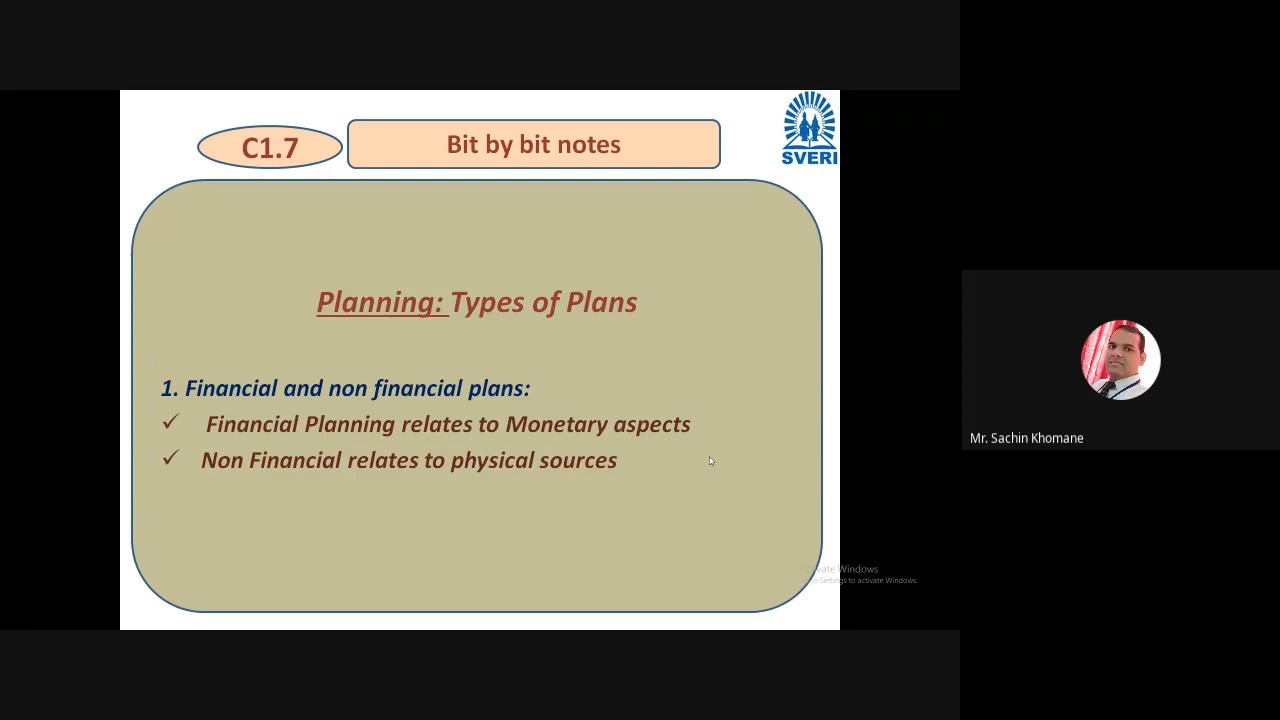 C1.7
Bit by bit notes
SVERI
Planning: Types of Plans
1. Financial and non financial plans:
✓ Financial Planning relates to Monetary aspects
✓ Non Financial relates to physical sources
Mr. Sachin Khomane
Activate Windows
to Settings to activate Windows.